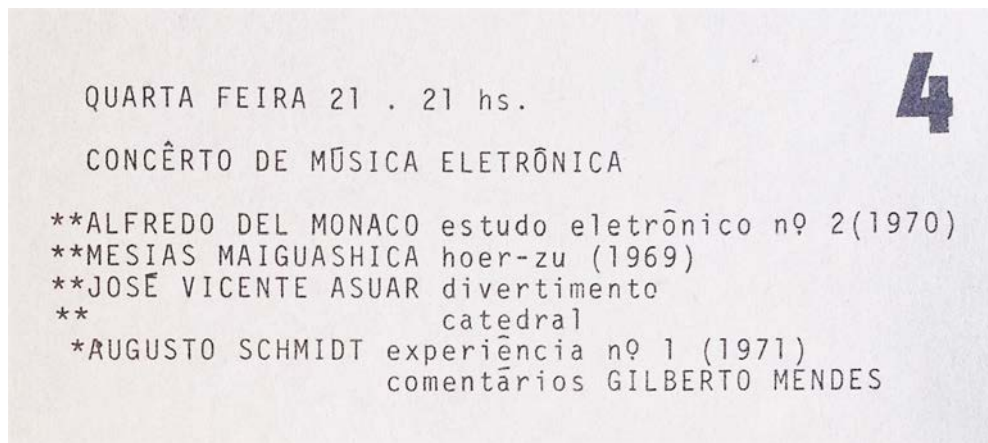 4
QUARTA FEIRA 21 . 21 hs.
CONCÊRTO DE MÚSICA ELETRÔNICA
**ALFREDO DEL MONACO estudo eletrônico nº 2(1970)
**MESIAS MAIGUASHICA hoer-zu (1969)
**JOSÉ VICENTE ASUAR divertimento
** catedral
*AUGUSTO SCHMIDT experiência nº 1 (1971)
comentários GILBERTO MENDES